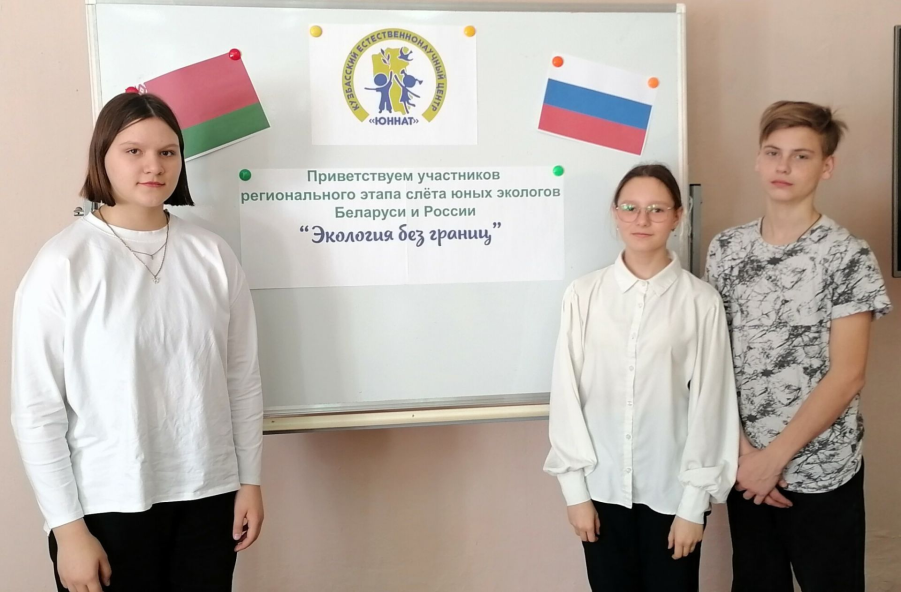 КУЗБАССКИЙ ЕСТЕСТВЕННОНАУЧНЫЙ ЦЕНТР
«ЮННАТ»
Приветствуем участников
регионального этапа слёта юных экологов
Беларуси и России
“Экология без границ”